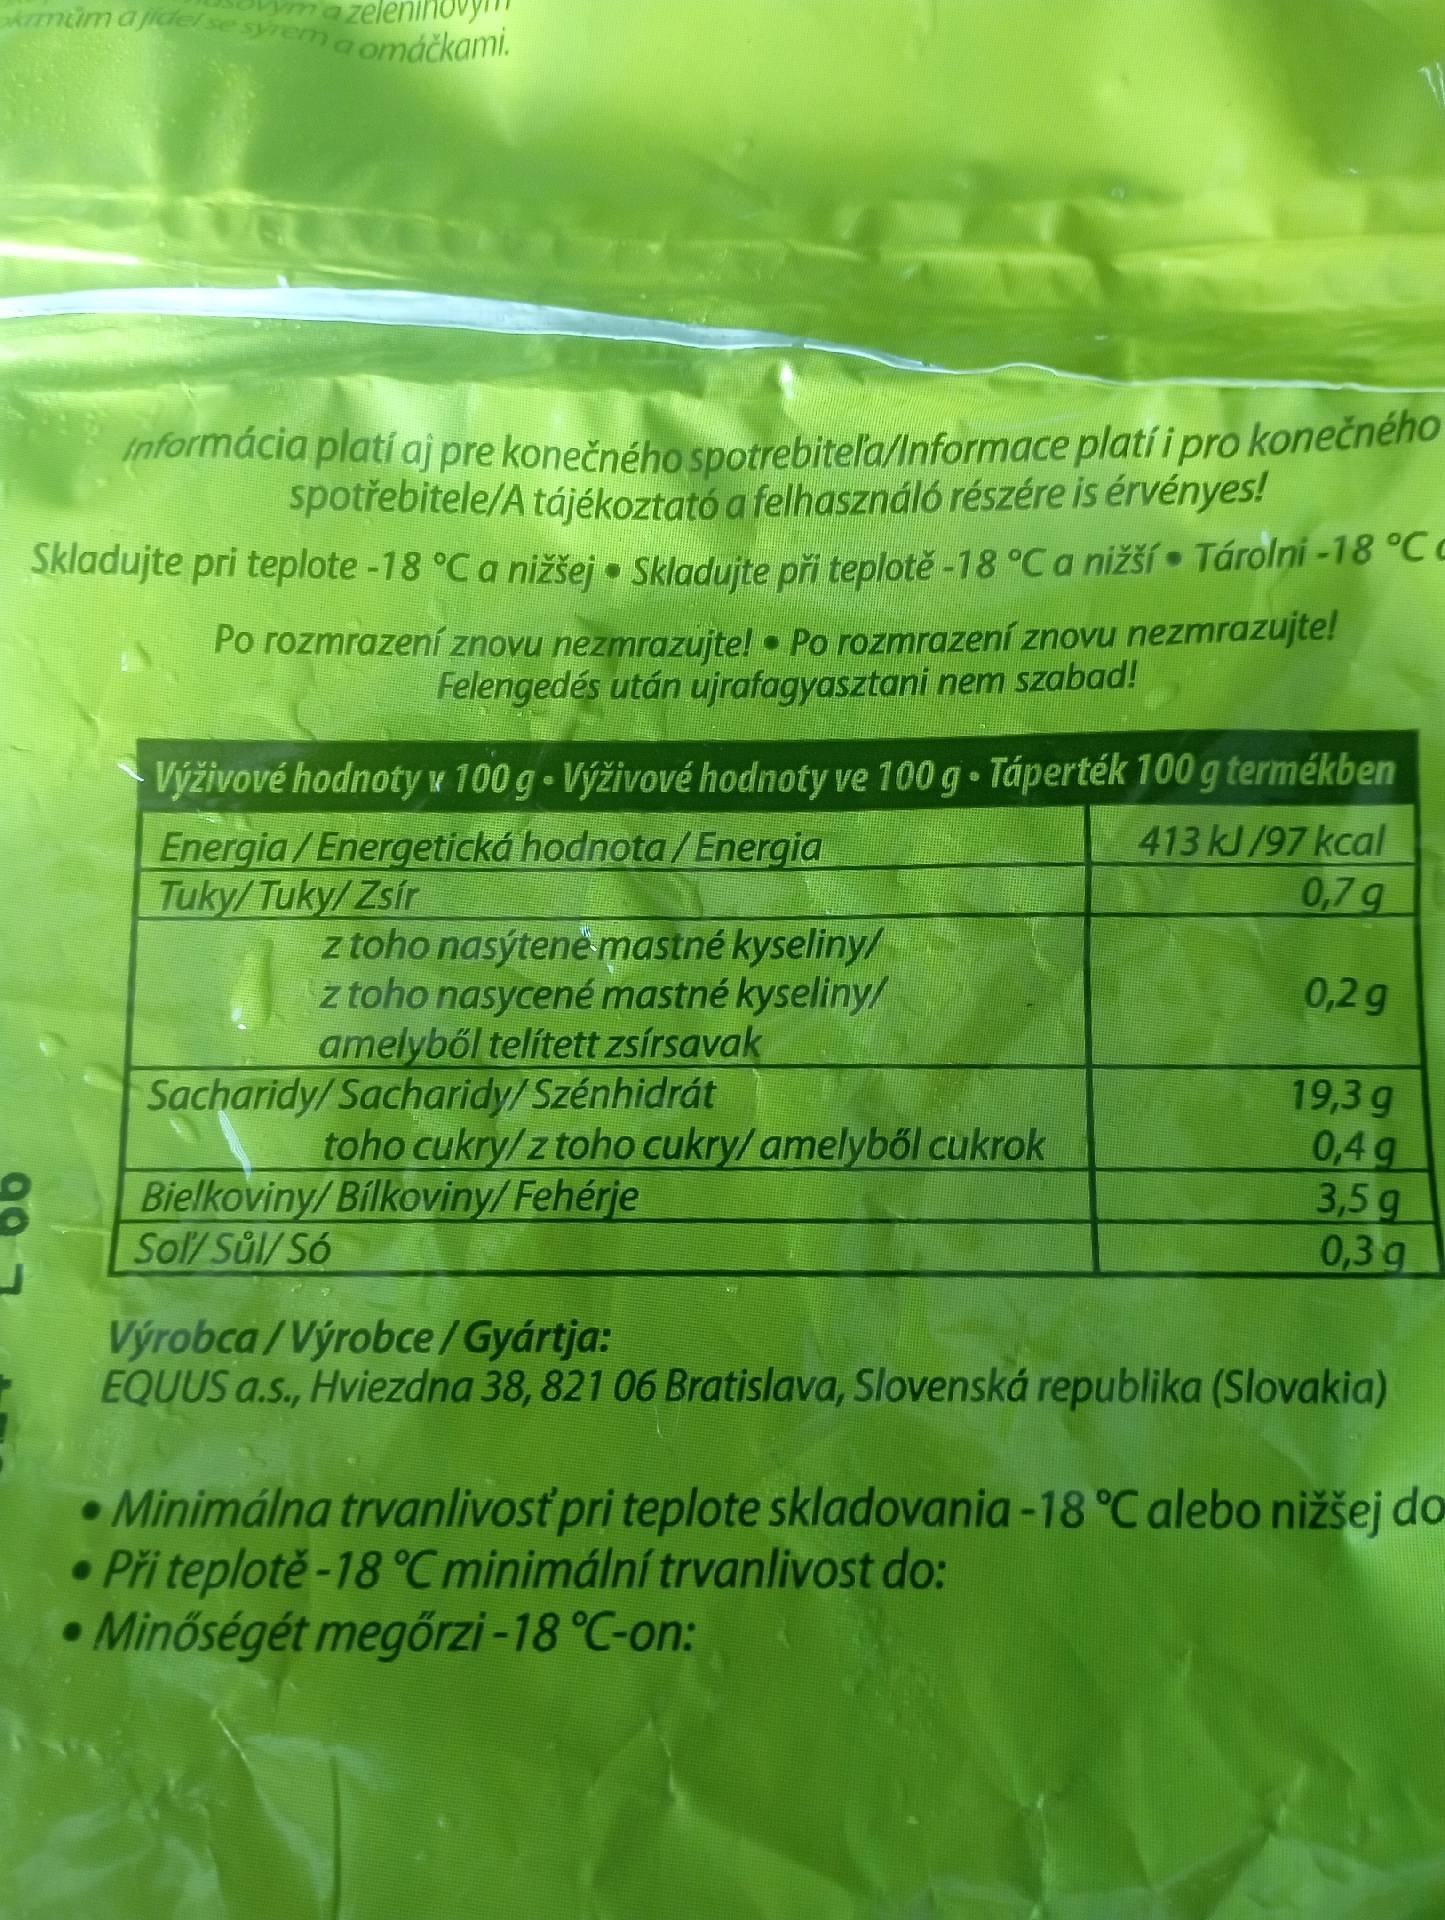 a zeleninovým
a jídel se sýrem a omáčkami.
Informácia platí aj pre konečného spotrebiteľa/Informace platí i pro konečného
spotřebitele/A tájékoztató a felhasználó részére is érvényes!
Skladujte pri teplote -18 °C a nižšej • Skladujte při teplotě -18 °C a nižší • Tárolni -18 °C
Po rozmrazení znovu nezmrazujte! • Po rozmrazení znovu nezmrazujte!
Felengedés után ujrafagyasztani nem szabad!
Výživové hodnoty v 100 g • Výživové hodnoty ve 100 g • Táperték 100 g termékben
Energia / Energetická hodnota / Energia 413 kJ /97 kcal
Tuky/ Tuky/ Zsír 0,7 g
z toho nasýtené mastné kyseliny/
z toho nasycené mastné kyseliny/ 0,2 g
amelyből telített zsírsavak
Sacharidy/ Sacharidy/ Szénhidrát 19,3 g
toho cukry/ z toho cukry/ amelyből cukrok 0,4 g
Bielkoviny/ Bílkoviny/ Fehérje 3,5 g
Soľ/ Sůl/ Só 0,3 g
Výrobca / Výrobce / Gyártja:
EQUUS a.s., Hviezdna 38, 821 06 Bratislava, Slovenská republika (Slovakia)
• Minimálna trvanlivosť pri teplote skladovania -18 °C alebo nižšej do
• Při teplotě -18 °C minimální trvanlivost do:
• Minőségét megőrzi -18 °C-on: